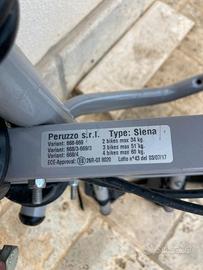 Peruzzo s.r.l. Type: Siena
Variant: 668-669 2 bikes max 34 kg.
Variant: 668/3-669/3 3 bikes max 51 kg.
Variant: 668/4 4 bikes max 60 kg.
ECE-Approval: 26R-03 8020 Lotto n°43 del 03/07/17